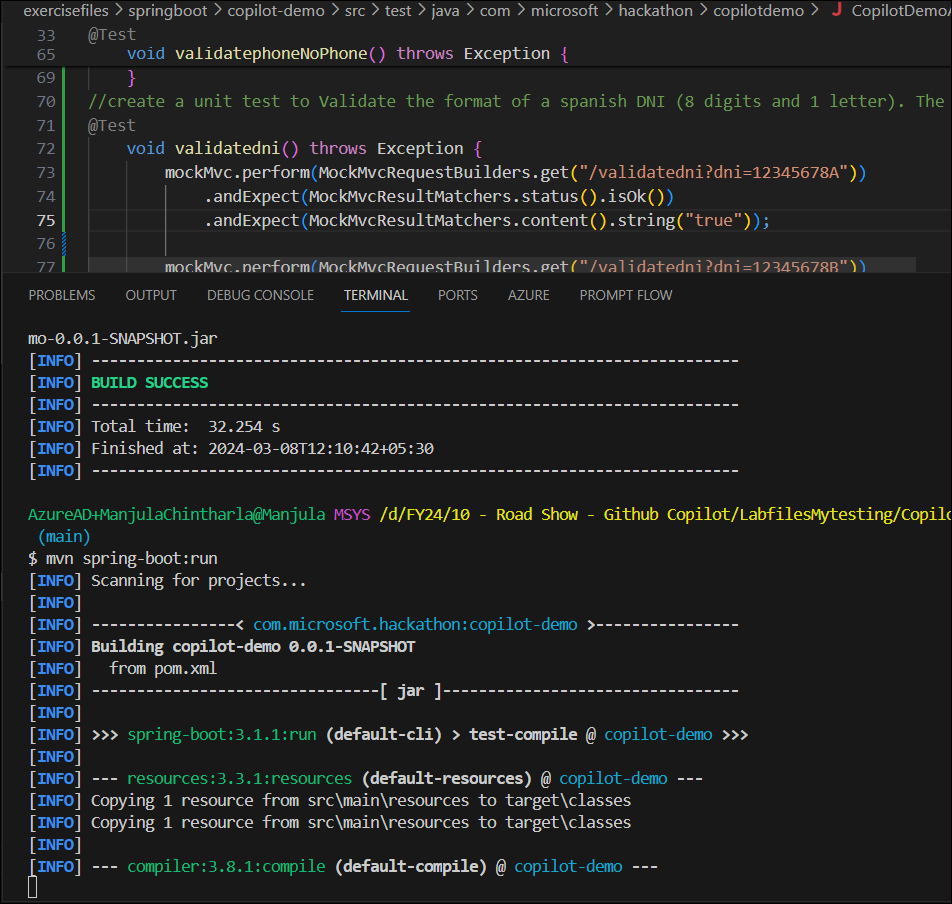 exercisefiles > springboot > copilot-demo > src > test > java > com > microsoft > hackathon > copilotdemo > J CopilotDemo
33 @Test
65 void validatephoneNoPhone() throws Exception {
69 }
70 //create a unit test to Validate the format of a spanish DNI (8 digits and 1 letter). The
71 @Test
72 void validatedni() throws Exception {
73 mockMvc.perform(MockMvcRequestBuilders.get("/validatedni?dni=12345678A"))
74 .andExpect(MockMvcResultMatchers.status().isOk())
75 .andExpect(MockMvcResultMatchers.content().string("true"));
76
77 mockMvc.perform(MockMvcRequestBuilders.get("/validatedni?dni=12345678B"))
PROBLEMS OUTPUT DEBUG CONSOLE TERMINAL PORTS AZURE PROMPT FLOW
mo-0.0.1-SNAPSHOT.jar
[INFO] ------------------------------------------------------------------------
[INFO] BUILD SUCCESS
[INFO] ------------------------------------------------------------------------
[INFO] Total time:  32.254 s
[INFO] Finished at: 2024-03-08T12:10:42+05:30
[INFO] ------------------------------------------------------------------------
AzureAD+ManjulaChintharla@Manjula MSYS /d/FY24/10 - Road Show - Github Copilot/LabfilesMytesting/Copilo
(main)
$ mvn spring-boot:run
[INFO] Scanning for projects...
[INFO]
[INFO] ----------------< com.microsoft.hackathon:copilot-demo >----------------
[INFO] Building copilot-demo 0.0.1-SNAPSHOT
[INFO]   from pom.xml
[INFO] --------------------------------[ jar ]---------------------------------
[INFO]
[INFO] >>> spring-boot:3.1.1:run (default-cli) > test-compile @ copilot-demo >>>
[INFO]
[INFO] --- resources:3.3.1:resources (default-resources) @ copilot-demo ---
[INFO] Copying 1 resource from src\main\resources to target\classes
[INFO] Copying 1 resource from src\main\resources to target\classes
[INFO]
[INFO] --- compiler:3.8.1:compile (default-compile) @ copilot-demo ---